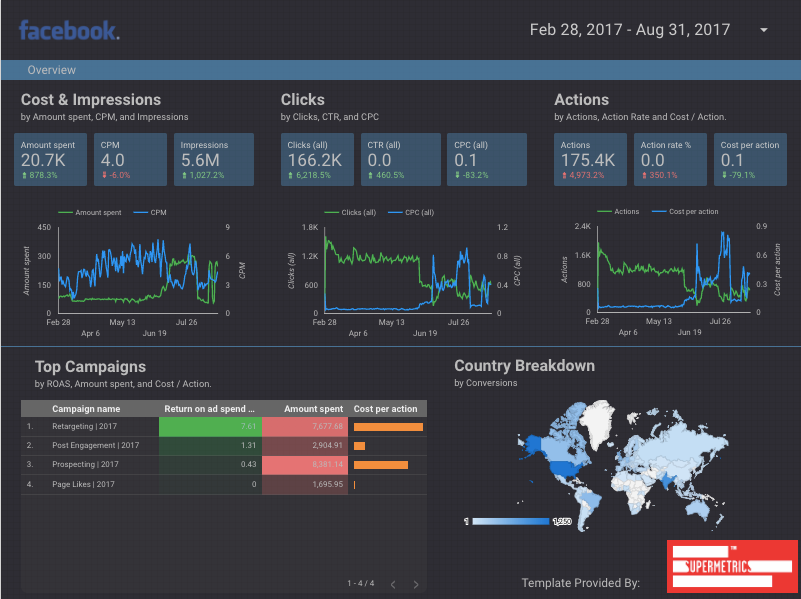 facebook.
Feb 28, 2017 - Aug 31, 2017
Overview
Cost & Impressions
by Amount spent, CPM, and Impressions
Amount spent
20.7K
878.3%
CPM
4.0
-6.0%
Impressions
5.6M
1,027.2%
Amount spent CPM
450
300
150
0
Amount spent
9
6
3
0
CPM
Feb 28 May 13 Jul 26
Apr 6 Jun 19
Clicks
by Clicks, CTR, and CPC
Clicks (all)
166.2K
6,218.5%
CTR (all)
0.0
460.5%
CPC (all)
0.1
-83.2%
Clicks (all) CPC (all)
1.8K
1.2K
600
0
Clicks (all)
1.2
0.8
0.4
0
CPC (all)
Feb 28 May 13 Jul 26
Apr 6 Jun 19
Actions
by Actions, Action Rate and Cost / Action.
Actions
175.4K
4,973.2%
Action rate %
0.0
350.1%
Cost per action
0.1
-79.1%
Actions Cost per action
2.4K
1.6K
800
0
Actions
0.9
0.6
0.3
0
Cost per action
Feb 28 May 13 Jul 26
Apr 6 Jun 19
Top Campaigns
by ROAS, Amount spent, and Cost / Action.
Campaign name Return on ad spend ... Amount spent Cost per action
1. Retargeting | 2017 7.61 7,677.68
2. Post Engagement | 2017 1.31 2,904.91
3. Prospecting | 2017 0.43 8,381.14
4. Page Likes | 2017 0 1,695.95
1 - 4 / 4
Country Breakdown
by Conversions
1 1,250
Template Provided By:
SUPERMETRICS
TM